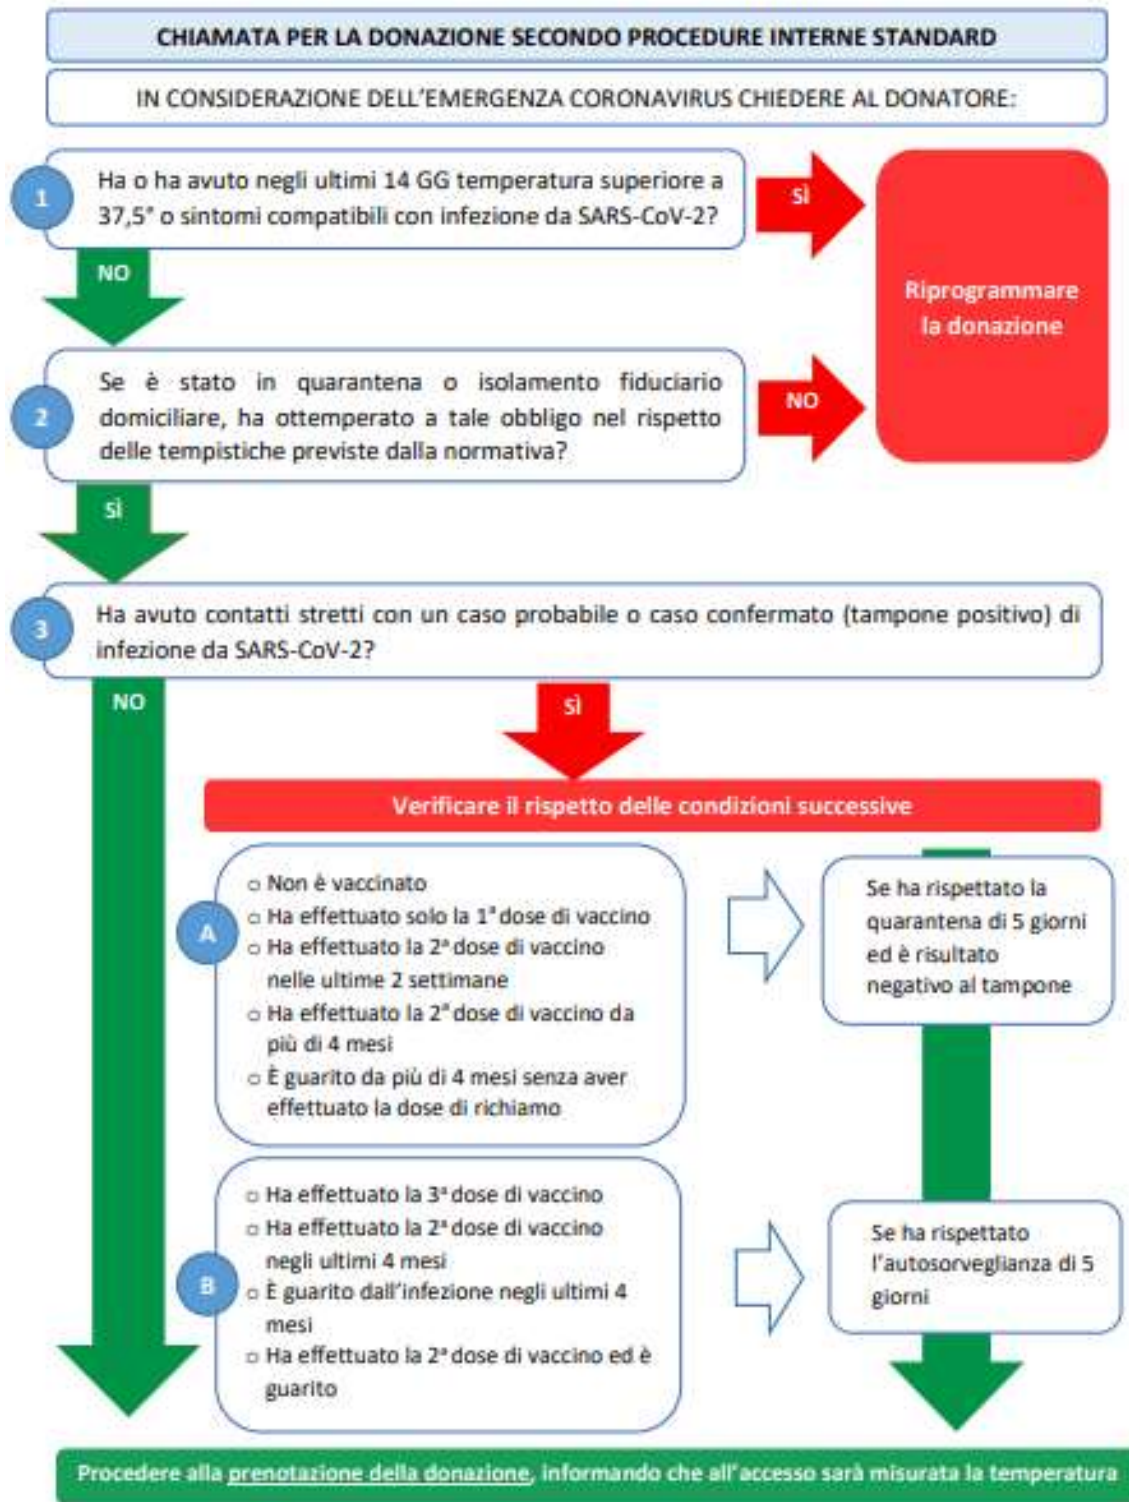 CHIAMATA PER LA DONAZIONE SECONDO PROCEDURE INTERNE STANDARD
IN CONSIDERAZIONE DELL'EMERGENZA CORONAVIRUS CHIEDERE AL DONATORE:
1
Ha o ha avuto negli ultimi 14 GG temperatura superiore a
37,5° o sintomi compatibili con infezione da SARS-CoV-2?
SÌ
NO
Riprogrammare
la donazione
2
Se è stato in quarantena o isolamento fiduciario
domiciliare, ha ottemperato a tale obbligo nel rispetto
delle tempistiche previste dalla normativa?
NO
SÌ
3
Ha avuto contatti stretti con un caso probabile o caso confermato (tampone positivo) di
infezione da SARS-CoV-2?
NO
SÌ
Verificare il rispetto delle condizioni successive
A
o Non è vaccinato
o Ha effettuato solo la 1ª dose di vaccino
o Ha effettuato la 2ª dose di vaccino
nelle ultime 2 settimane
o Ha effettuato la 2ª dose di vaccino da
più di 4 mesi
o È guarito da più di 4 mesi senza aver
effettuato la dose di richiamo
Se ha rispettato la
quarantena di 5 giorni
ed è risultato
negativo al tampone
B
o Ha effettuato la 3ª dose di vaccino
o Ha effettuato la 2ª dose di vaccino
negli ultimi 4 mesi
o È guarito dall'infezione negli ultimi 4
mesi
o Ha effettuato la 2ª dose di vaccino ed è
guarito
Se ha rispettato
l'autosorveglianza di 5
giorni
Procedere alla prenotazione della donazione, informando che all'accesso sarà misurata la temperatura